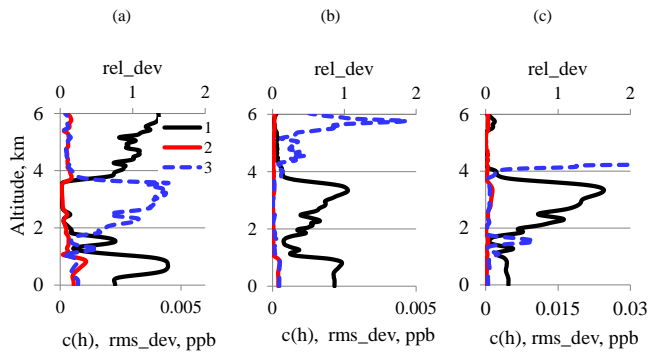 (a) (b) (c)
rel_dev rel_dev rel_dev
0 1 2 0 1 2 0 1 2
6 6 6
1
2
3
4 4 4
Altitude, km
2 2 2
0 0 0
0 0.005 0 0.005 0 0.015 0.03
c(h), rms_dev, ppb c(h), rms_dev, ppb c(h), rms_dev, ppb